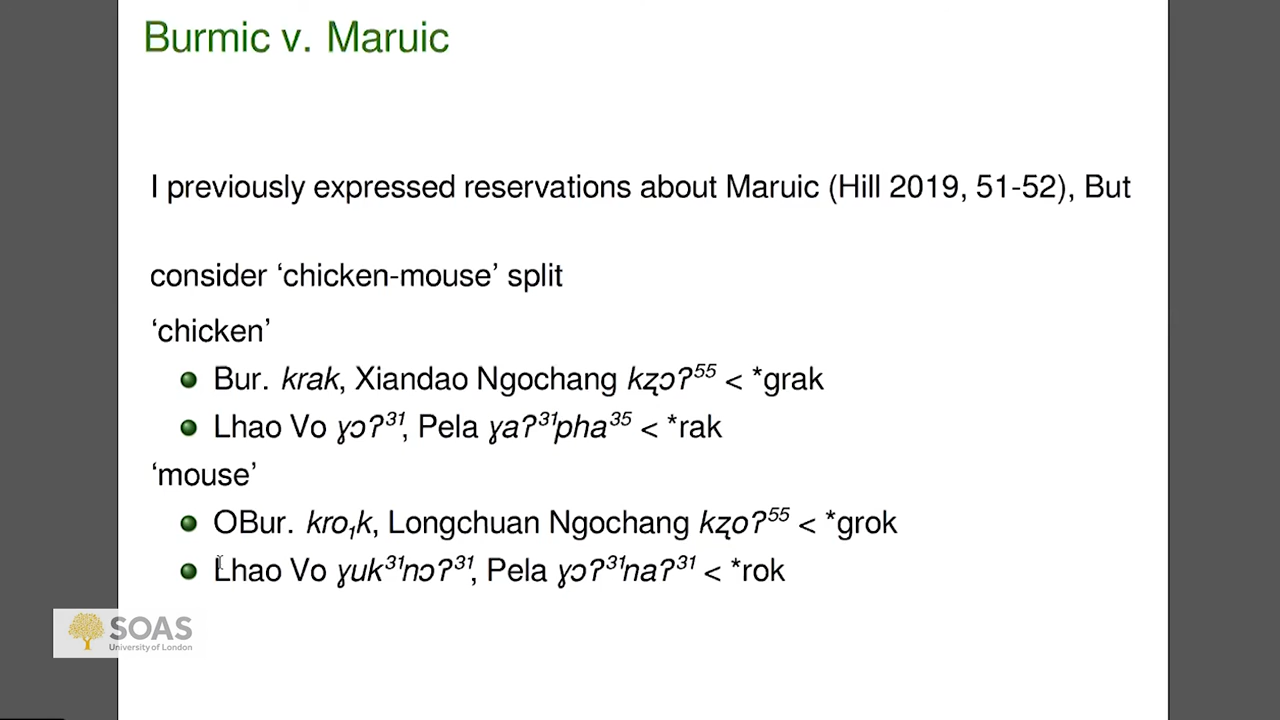 Burmic v. Maruic
I previously expressed reservations about Maruic (Hill 2019, 51-52), But
consider ‘chicken-mouse’ split
‘chicken’
Bur. krak, Xiandao Ngochang kʐɔʔ⁵⁵ < *grak
Lhao Vo ɣɔʔ³¹, Pela ɣaʔ³¹pha³⁵ < *rak
‘mouse’
OBur. kro₁k, Longchuan Ngochang kʐoʔ⁵⁵ < *grok
Lhao Vo ɣuk³¹nɔʔ³¹, Pela ɣɔʔ³¹naʔ³¹ < *rok
SOAS
University of London